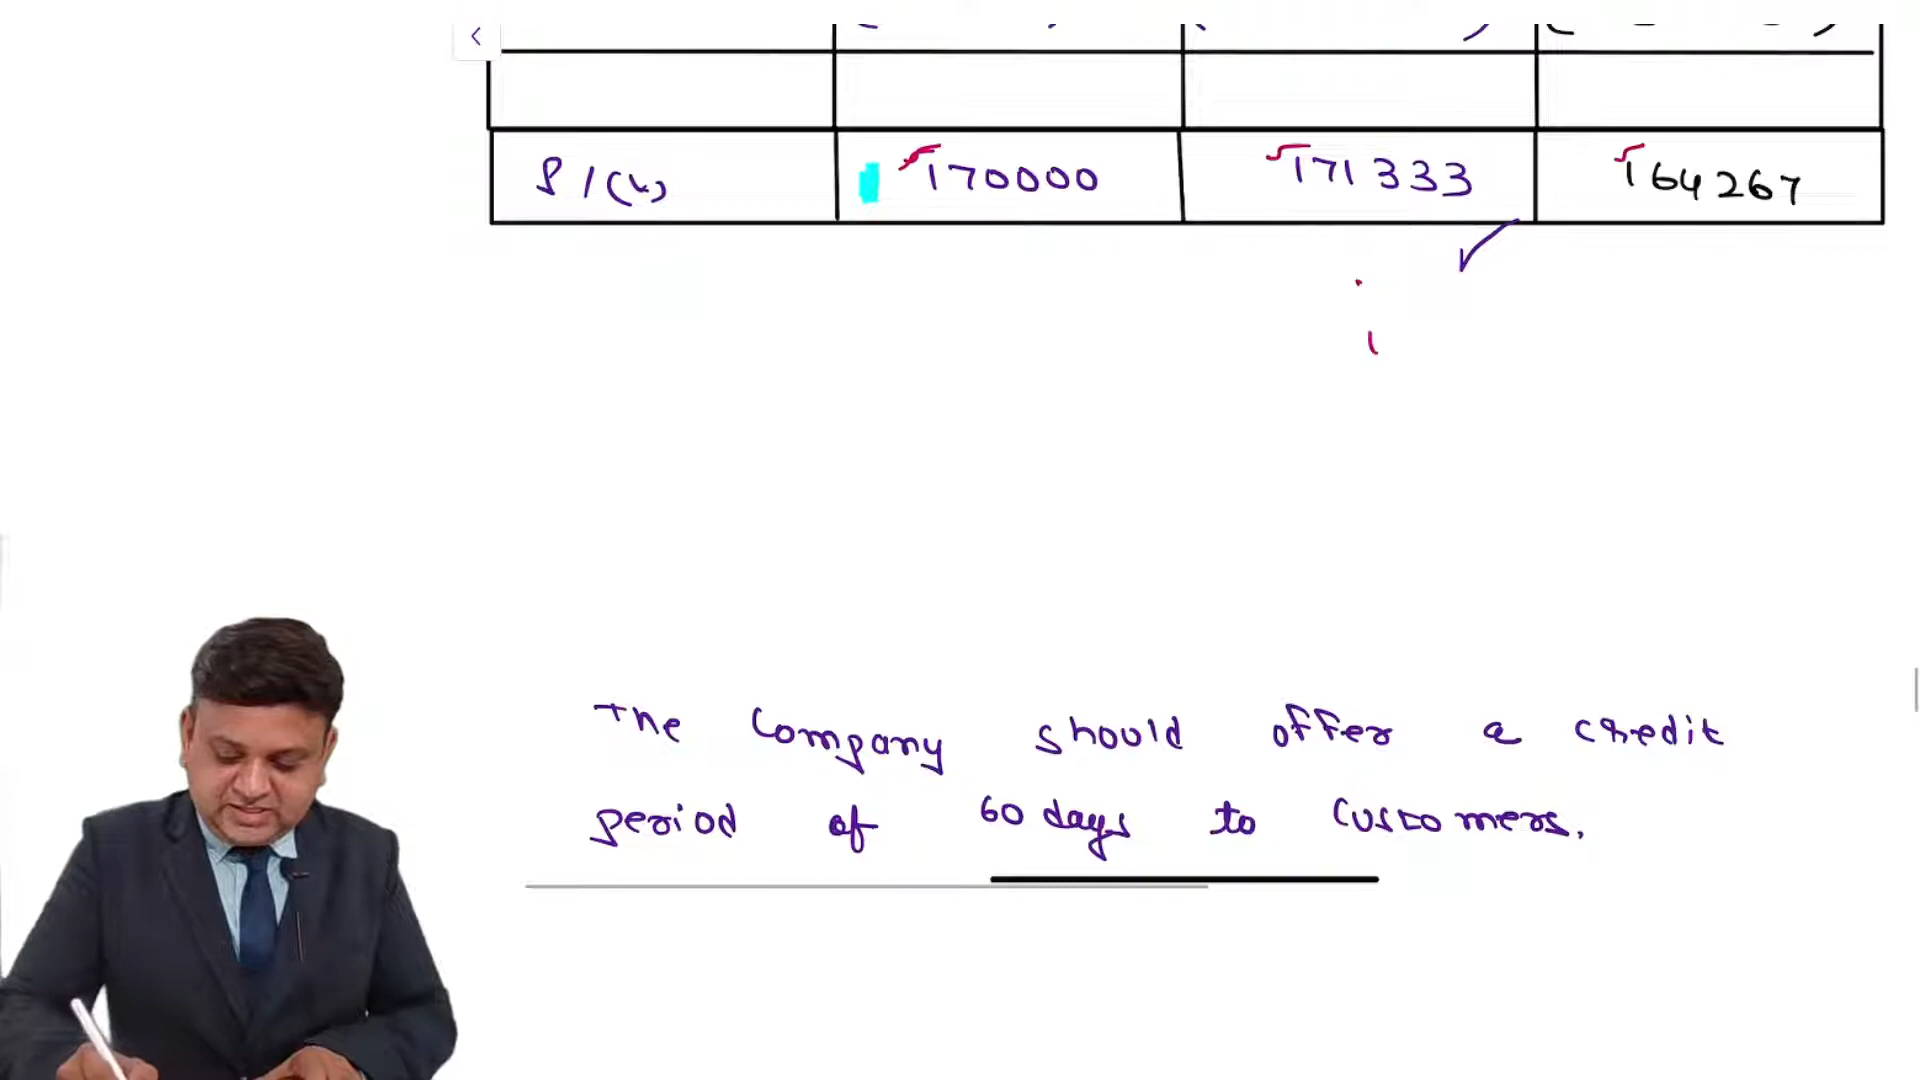 P/(L) 170000 171333 164267
The Company should offer a credit
period of 60 days to Customers.